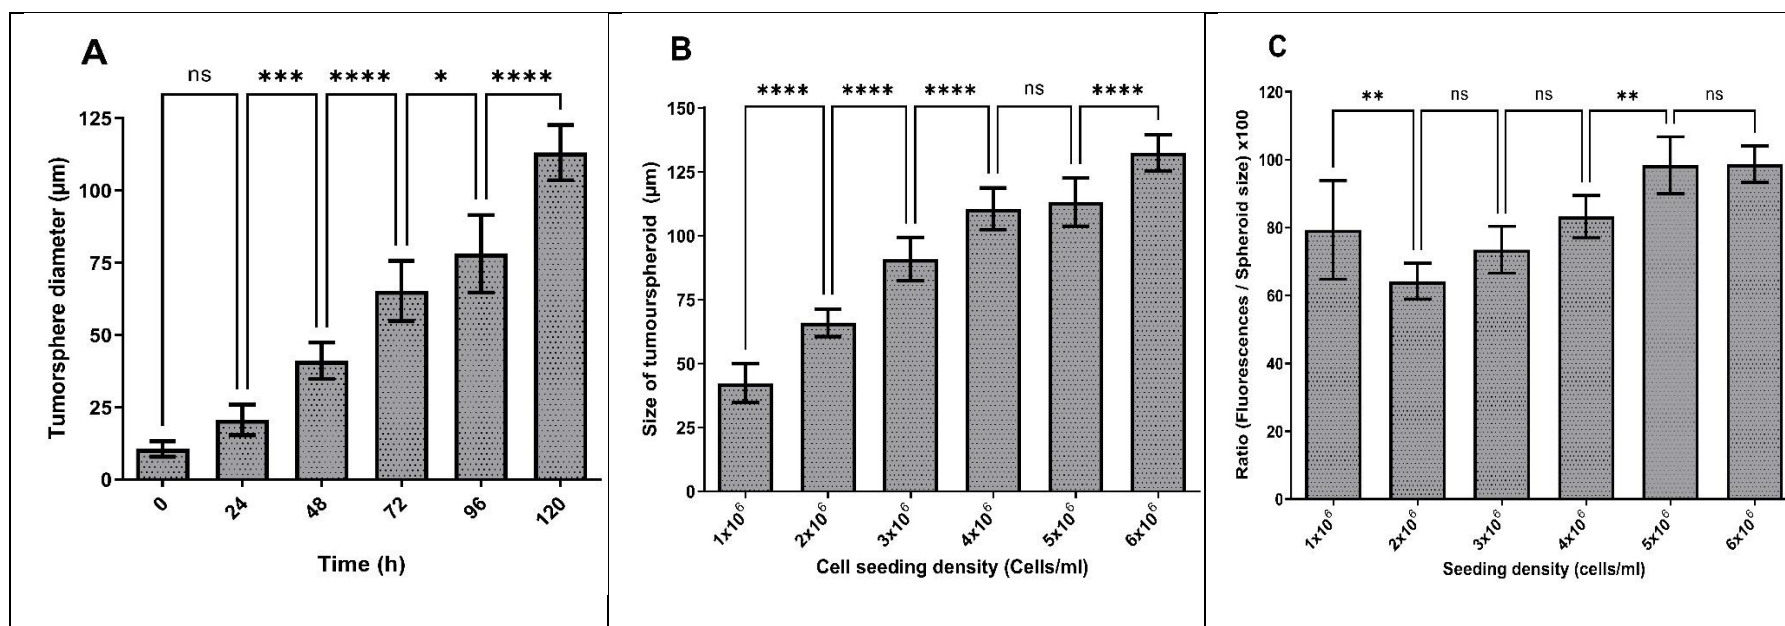 A
ns *** **** * ****
Tumorsphere diameter (µm)
125
100
75
50
25
0
0 24 48 72 96 120
Time (h)
B
**** **** **** ns ****
Size of tumourspheroid (µm)
150
125
100
75
50
25
0
1x10⁶ 2x10⁶ 3x10⁶ 4x10⁶ 5x10⁶ 6x10⁶
Cell seeding density (Cells/ml)
C
** ns ns ** ns
Ratio (Fluorescences / Spheroid size) x100
120
100
80
60
40
20
0
1x10⁶ 2x10⁶ 3x10⁶ 4x10⁶ 5x10⁶ 6x10⁶
Seeding density (cells/ml)